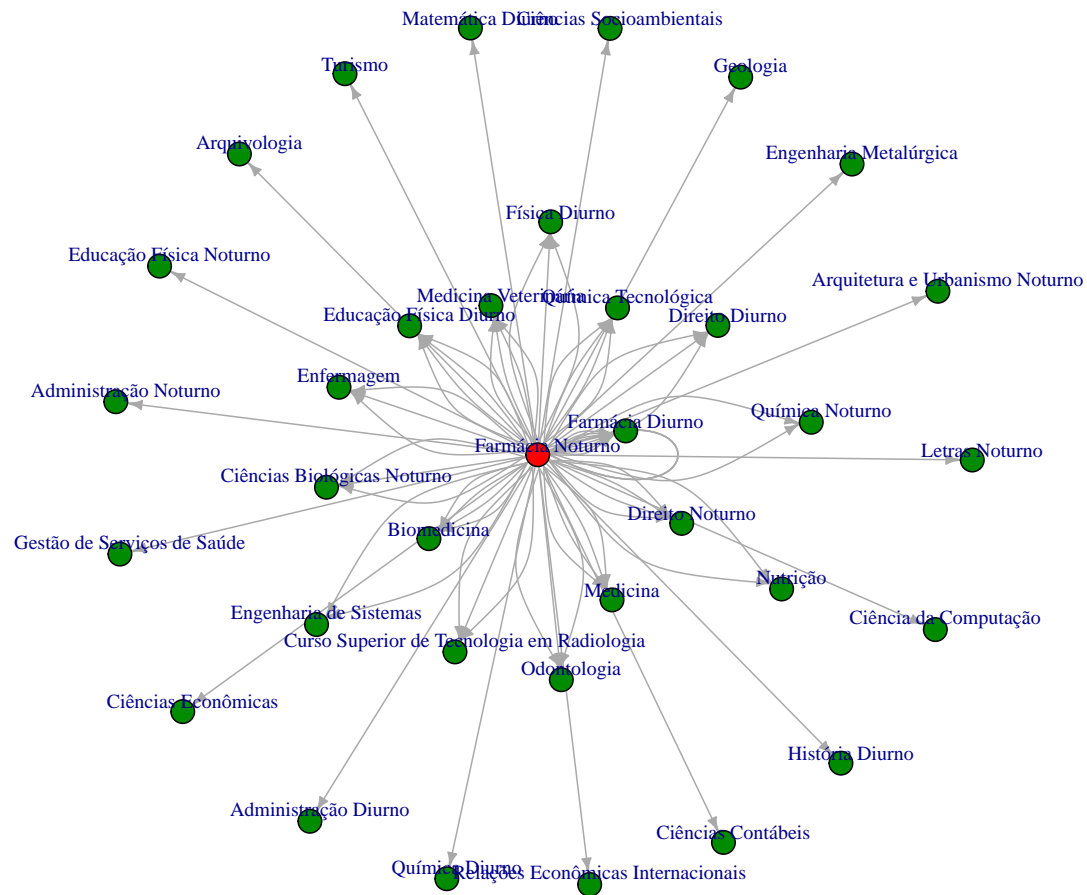 Matemática Diurno
Ciências Socioambientais
Turismo
Geologia
Arquivologia
Engenharia Metalúrgica
Física Diurno
Educação Física Noturno
Arquitetura e Urbanismo Noturno
Medicina Veterinária
Química Tecnológica
Educação Física Diurno
Direito Diurno
Enfermagem
Administração Noturno
Química Noturno
Farmácia Diurno
Farmácia Noturno
Letras Noturno
Ciências Biológicas Noturno
Direito Noturno
Biomedicina
Gestão de Serviços de Saúde
Nutrição
Medicina
Engenharia de Sistemas
Ciência da Computação
Curso Superior de Tecnologia em Radiologia
Odontologia
Ciências Econômicas
História Diurno
Administração Diurno
Ciências Contábeis
Química Diurno
Relações Econômicas Internacionais